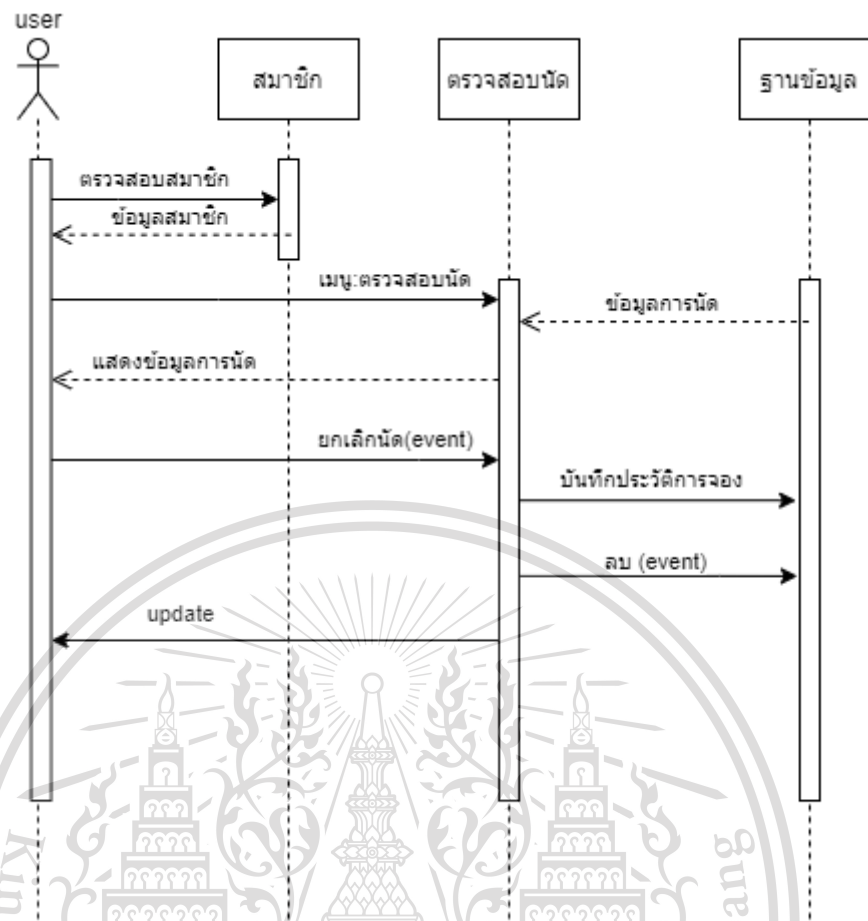 user
สมาชิก
ตรวจสอบนัด
ฐานข้อมูล
ตรวจสอบสมาชิก
ข้อมูลสมาชิก
เมนู:ตรวจสอบนัด
ข้อมูลการนัด
แสดงข้อมูลการนัด
ยกเลิกนัด(event)
บันทึกประวัติการจอง
ลบ (event)
update